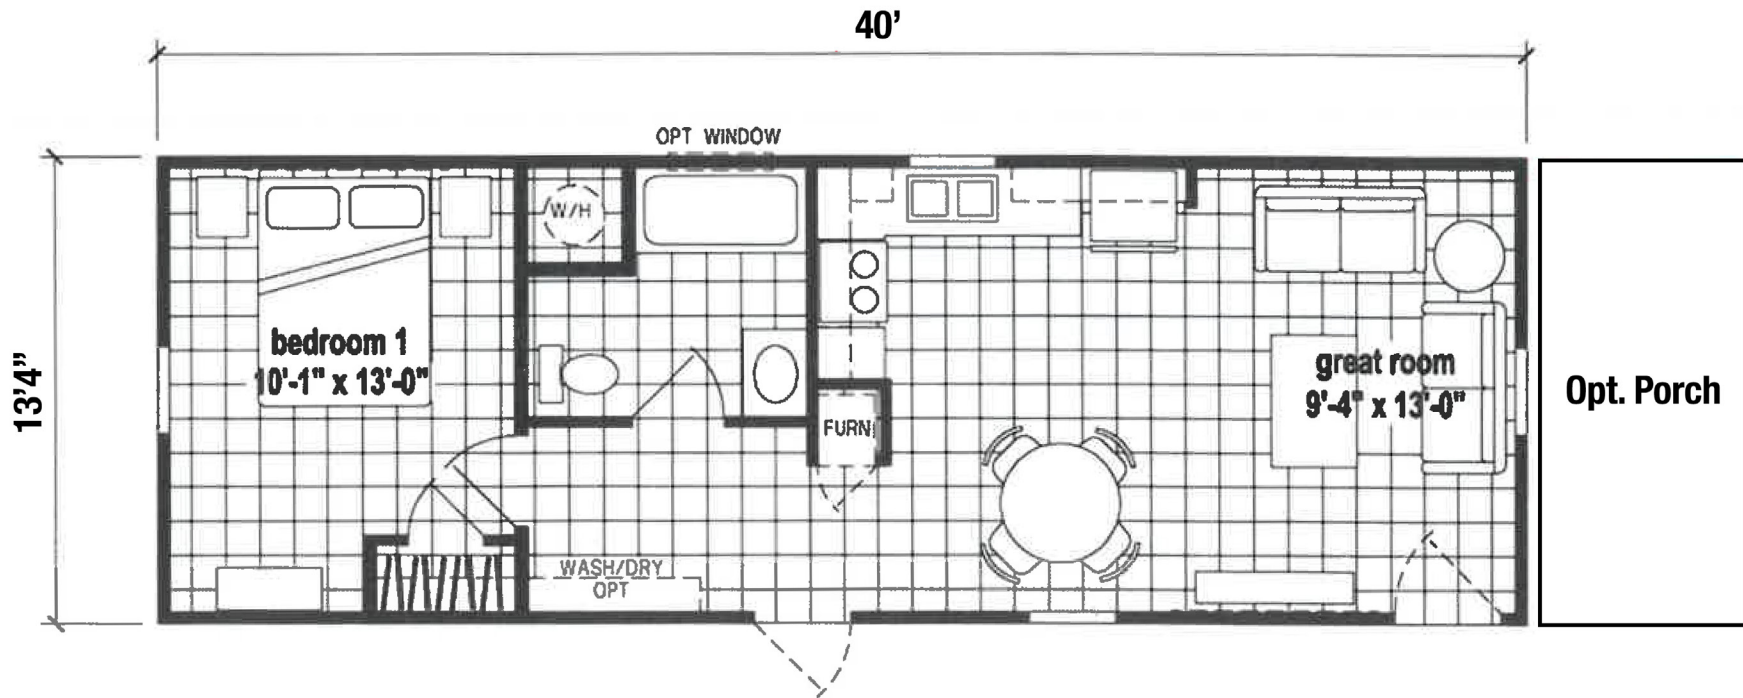 40’
OPT WINDOW
W/H
bedroom 1
10'-1" x 13'-0"
13’4”
great room
9'-4" x 13'-0"
Opt. Porch
FURN
WASH/DRY
OPT